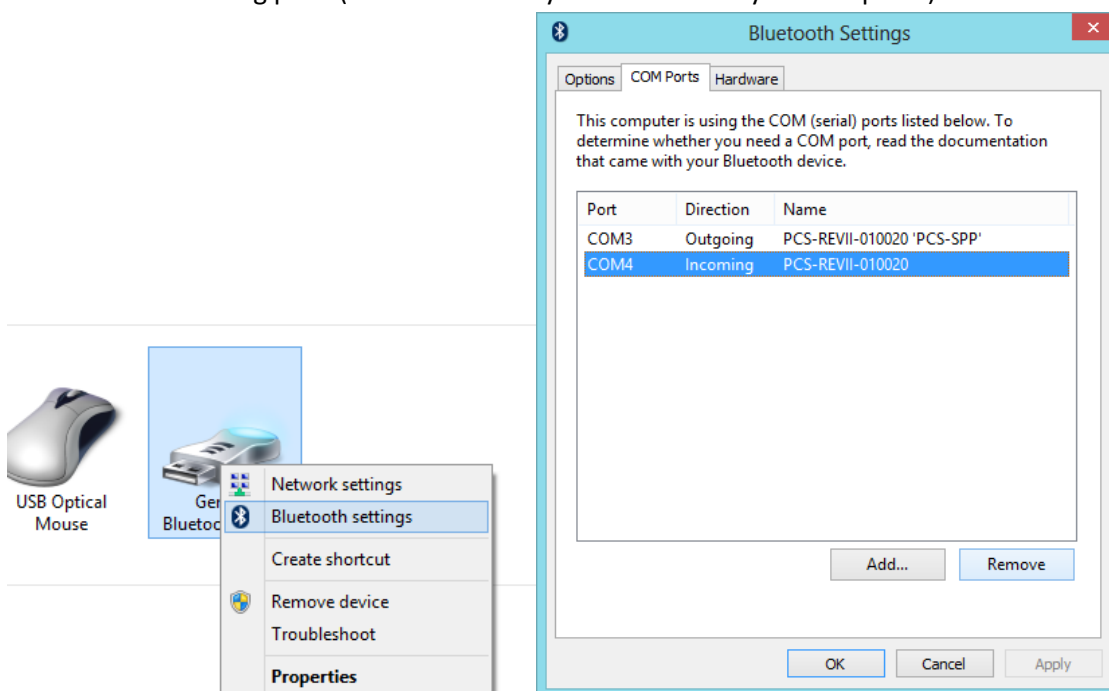 Bluetooth Settings
Options COM Ports Hardware
This computer is using the COM (serial) ports listed below. To
determine whether you need a COM port, read the documentation
that came with your Bluetooth device.
Port Direction Name
COM3 Outgoing PCS-REVII-010020 'PCS-SPP'
COM4 Incoming PCS-REVII-010020
Add... Remove
OK Cancel Apply
USB Optical
Mouse
Network settings
Bluetooth settings
Create shortcut
Remove device
Troubleshoot
Properties